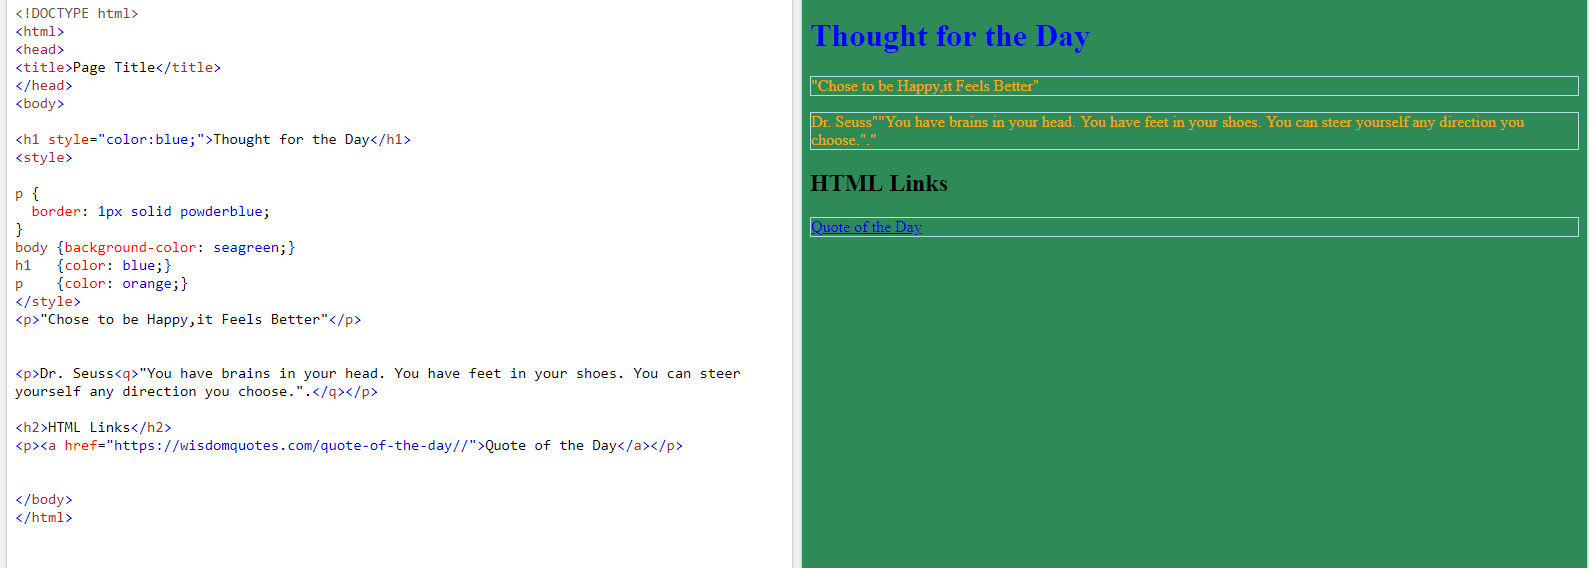 <!DOCTYPE html>
<html>
<head>
<title>Page Title</title>
</head>
<body>
<h1 style="color:blue;">Thought for the Day</h1>
<style>
p {
  border: 1px solid powderblue;
}
body {background-color: seagreen;}
h1   {color: blue;}
p    {color: orange;}
</style>
<p>"Chose to be Happy,it Feels Better"</p>
<p>Dr. Seuss<q>"You have brains in your head. You have feet in your shoes. You can steer
yourself any direction you choose.".</q></p>
<h2>HTML Links</h2>
<p><a href="https://wisdomquotes.com/quote-of-the-day//">Quote of the Day</a></p>
</body>
</html>
Thought for the Day
"Chose to be Happy,it Feels Better"
Dr. Seuss""You have brains in your head. You have feet in your shoes. You can steer yourself any direction you
choose."."
HTML Links
Quote of the Day